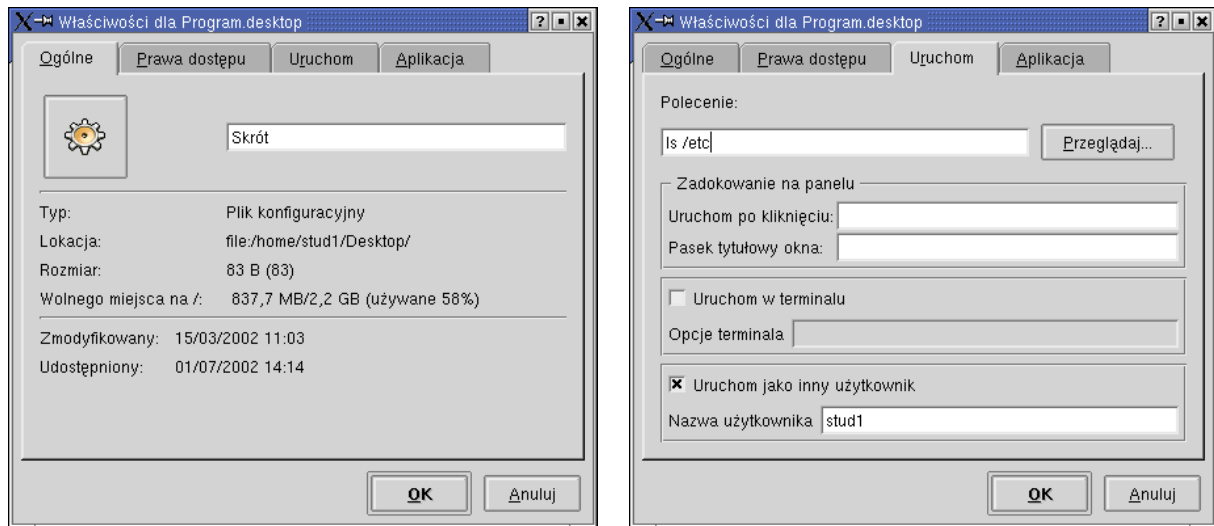 Właściwości dla Program.desktop
Ogólne Prawa dostępu Uruchom Aplikacja
Skrót
Typ: Plik konfiguracyjny
Lokacja: file:/home/stud1/Desktop/
Rozmiar: 83 B (83)
Wolnego miejsca na /: 837,7 MB/2,2 GB (używane 58%)
Zmodyfikowany: 15/03/2002 11:03
Udostępniony: 01/07/2002 14:14
OK Anuluj
Właściwości dla Program.desktop
Ogólne Prawa dostępu Uruchom Aplikacja
Polecenie:
ls /etc Przeglądaj...
Zadokowanie na panelu
Uruchom po kliknięciu:
Pasek tytułowy okna:
Uruchom w terminalu
Opcje terminala
Uruchom jako inny użytkownik
Nazwa użytkownika stud1
OK Anuluj